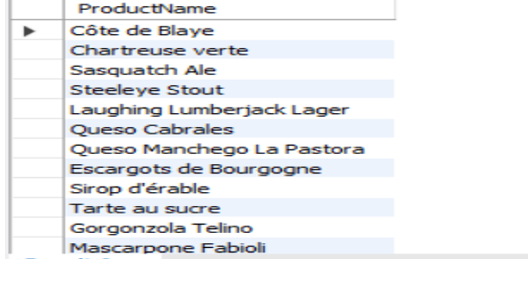 ProductName
Côte de Blaye
Chartreuse verte
Sasquatch Ale
Steeleye Stout
Laughing Lumberjack Lager
Queso Cabrales
Queso Manchego La Pastora
Escargots de Bourgogne
Sirop d'érable
Tarte au sucre
Gorgonzola Telino
Mascarpone Fabioli